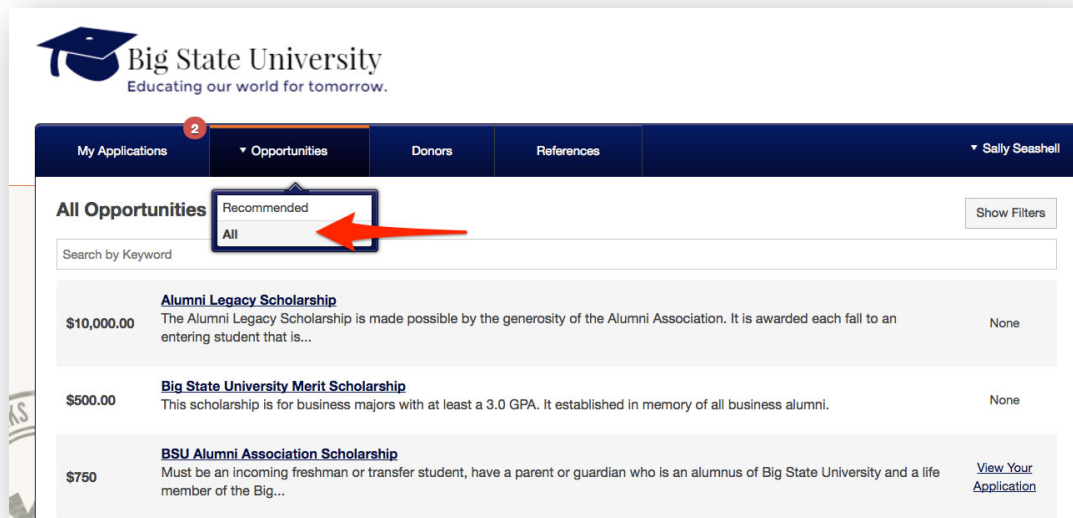 Big State University
Educating our world for tomorrow.
2
My Applications
▾ Opportunities
Donors
References
▾ Sally Seashell
All Opportunities
Recommended
All
Show Filters
Search by Keyword
Alumni Legacy Scholarship
$10,000.00
The Alumni Legacy Scholarship is made possible by the generosity of the Alumni Association. It is awarded each fall to an
entering student that is...
None
Big State University Merit Scholarship
$500.00
This scholarship is for business majors with at least a 3.0 GPA. It established in memory of all business alumni.
None
BSU Alumni Association Scholarship
$750
Must be an incoming freshman or transfer student, have a parent or guardian who is an alumnus of Big State University and a life
member of the Big...
View Your
Application